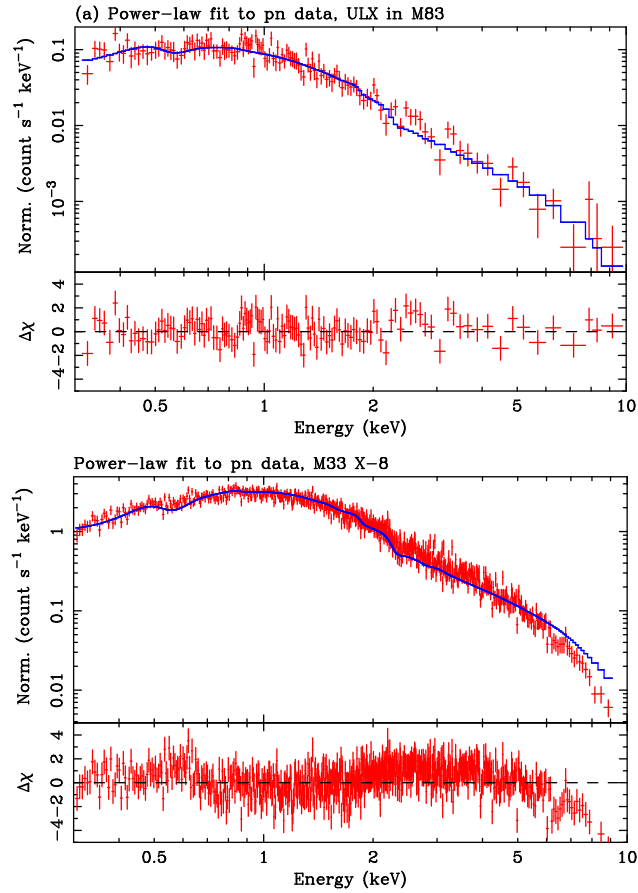 (a) Power-law fit to pn data, ULX in M83
Norm. (count s⁻¹ keV⁻¹)
0.1
0.01
10⁻³
Δχ
4
2
0
−2
−4
0.5 1 2 5 10
Energy (keV)
Power-law fit to pn data, M33 X-8
Norm. (count s⁻¹ keV⁻¹)
1
0.1
0.01
Δχ
4
2
0
−2
−4
0.5 1 2 5 10
Energy (keV)